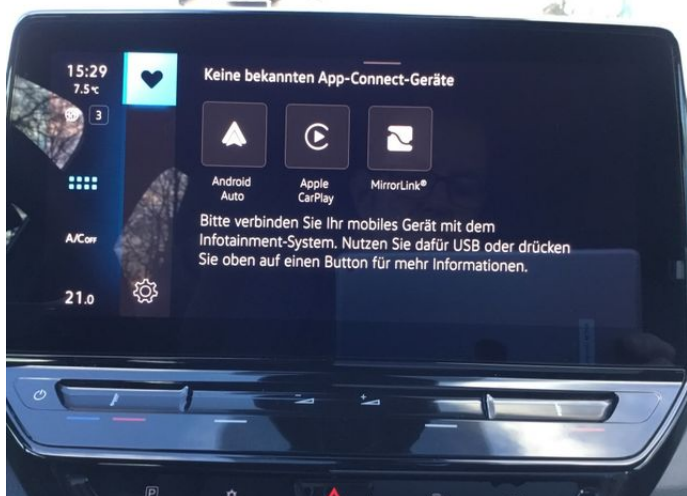 15:29
7.5°C
3
A/C OFF
21.0
Keine bekannten App-Connect-Geräte
Android
Auto
Apple
CarPlay
MirrorLink®
Bitte verbinden Sie Ihr mobiles Gerät mit dem
Infotainment-System. Nutzen Sie dafür USB oder drücken
Sie oben auf einen Button für mehr Informationen.
P